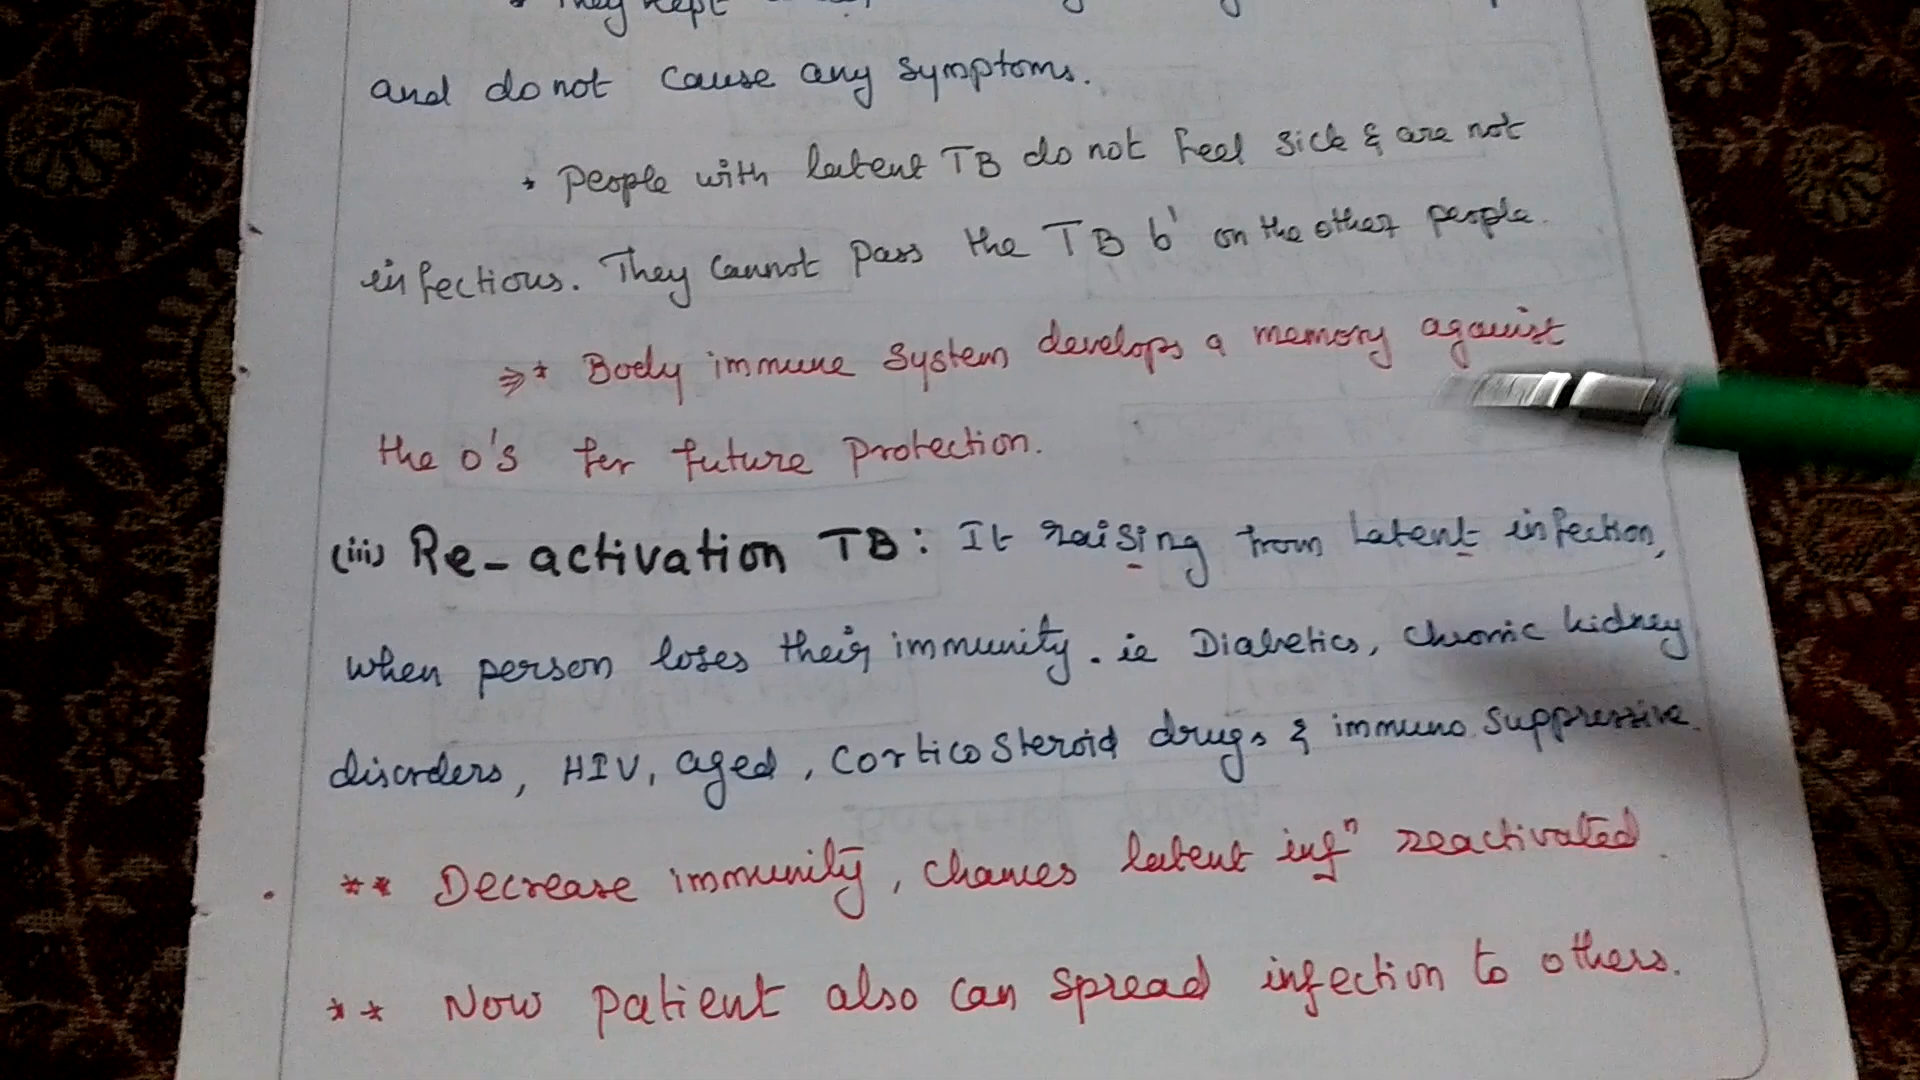 They kept
and do not cause any symptoms.
* People with latent TB do not feel sick & are not
infectious. They cannot pass the TB b' on the other people.
⇒* Body immune system develops a memory against
the o's for future protection.
(iii) Re-activation TB: It raising from Latent infection,
when person loses their immunity. ie Diabetics, chronic kidney
disorders, HIV, aged, Corticosteroid drugs & immuno suppressive.
** Decrease immunity, chances latent infⁿ reactivated.
** Now patient also can spread infection to others.